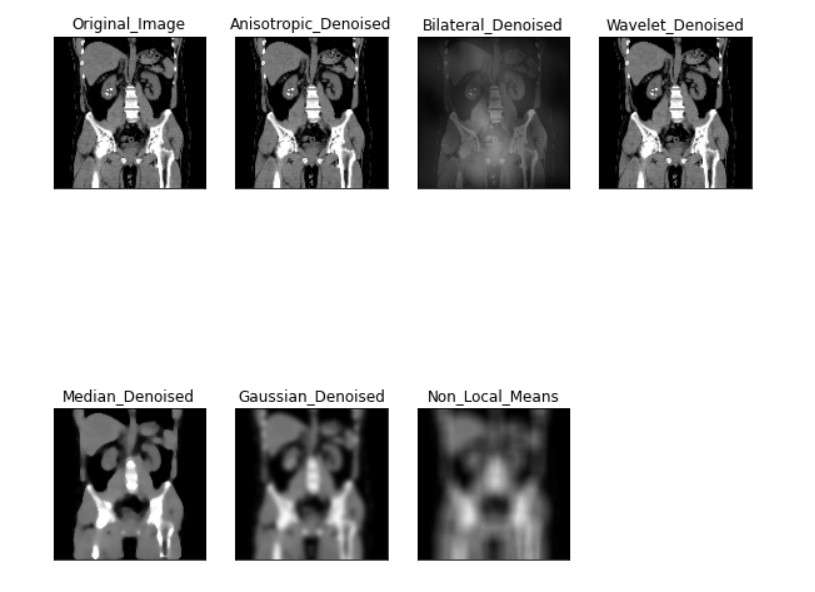 Original_Image
Anisotropic_Denoised
Bilateral_Denoised
Wavelet_Denoised
Median_Denoised
Gaussian_Denoised
Non_Local_Means